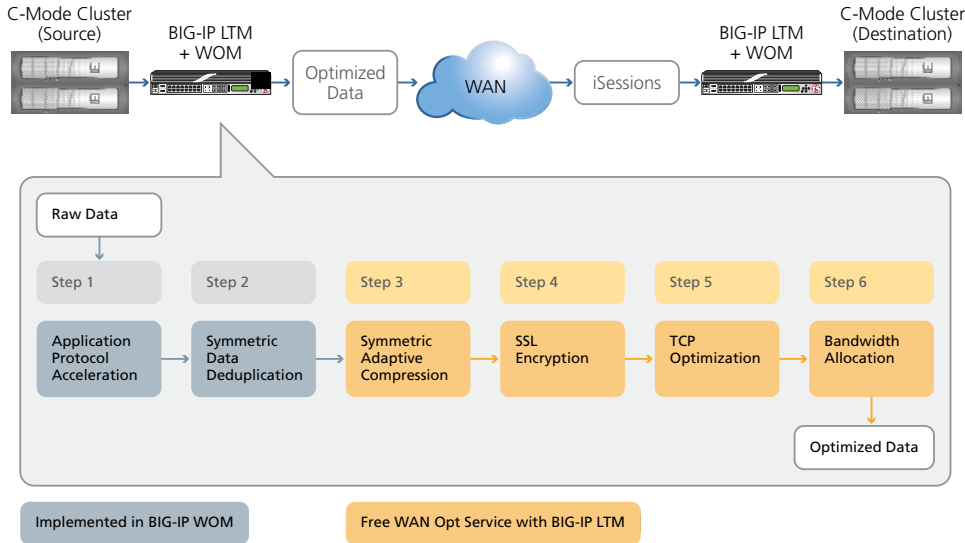 C-Mode Cluster
(Source)
BIG-IP LTM
+ WOM
Optimized
Data
WAN
iSessions
BIG-IP LTM
+ WOM
C-Mode Cluster
(Destination)
Raw Data
Step 1
Step 2
Step 3
Step 4
Step 5
Step 6
Application
Protocol
Acceleration
Symmetric
Data
Deduplication
Symmetric
Adaptive
Compression
SSL
Encryption
TCP
Optimization
Bandwidth
Allocation
Optimized Data
Implemented in BIG-IP WOM
Free WAN Opt Service with BIG-IP LTM